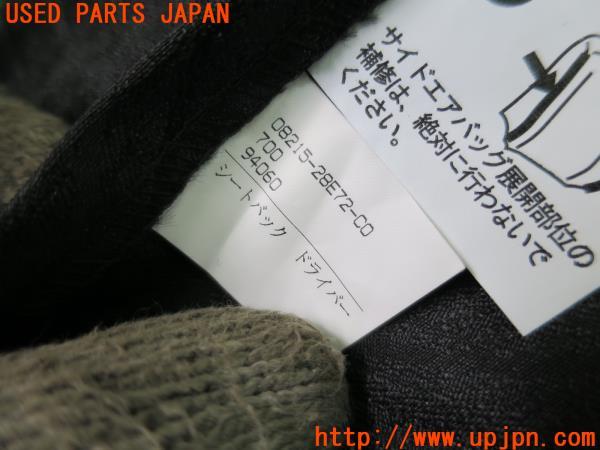 USED PARTS JAPAN
サイドエアバッグ展開部位の
補修は、絶対に行わないで
ください。
08215-28E72-C0
700
94060
シートバック ドライバー
http://www.upjpn.com